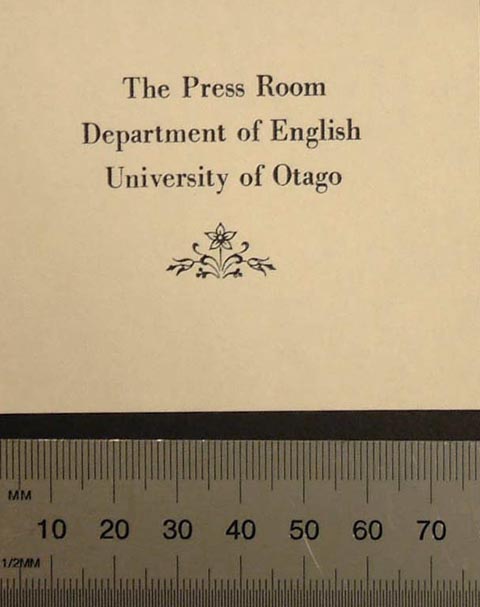 The Press Room
Department of English
University of Otago
MM
10 20 30 40 50 60 70
1/2MM